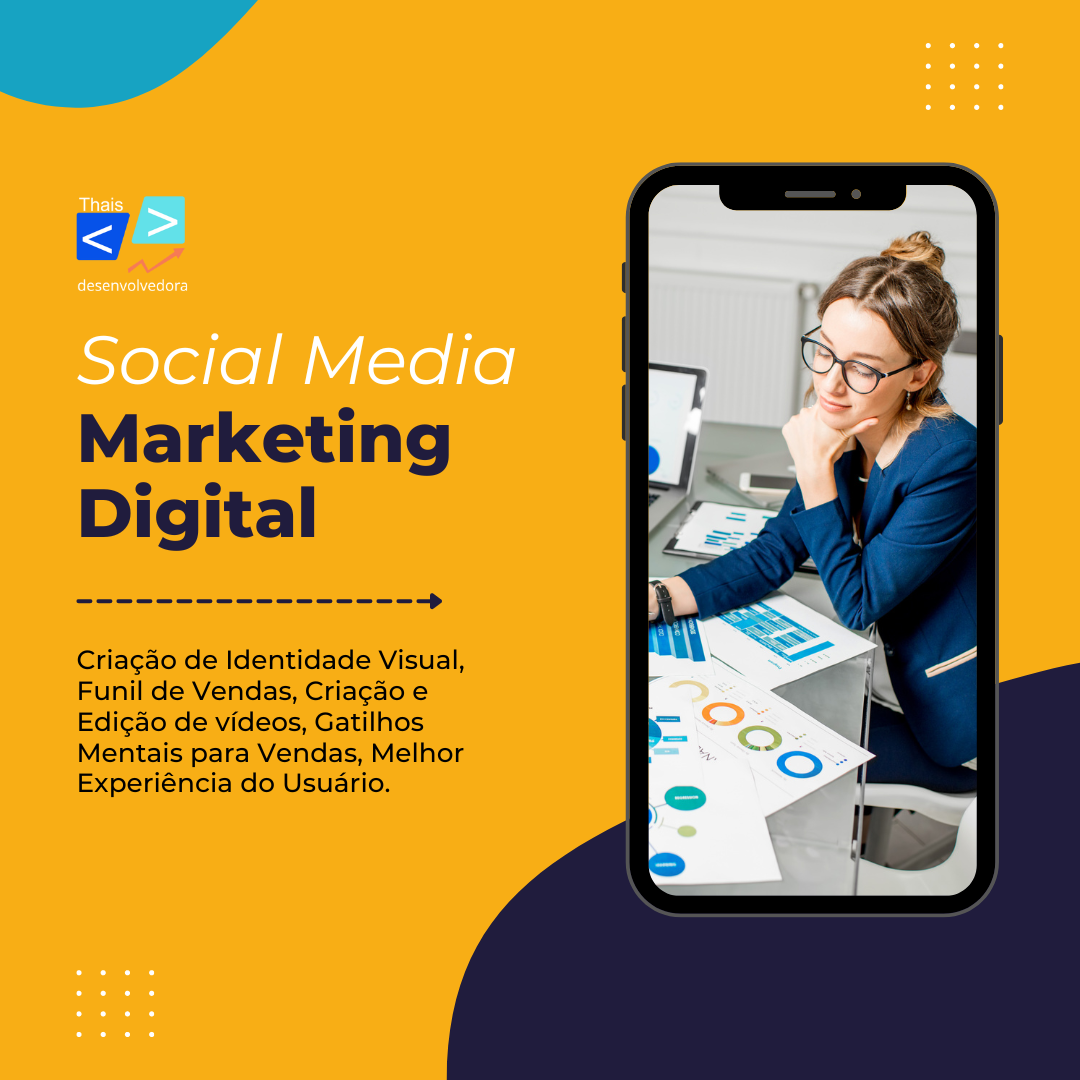 Thais
< >
desenvolvedora
Social Media
Marketing
Digital
Criação de Identidade Visual,
Funil de Vendas, Criação e
Edição de vídeos, Gatilhos
Mentais para Vendas, Melhor
Experiência do Usuário.